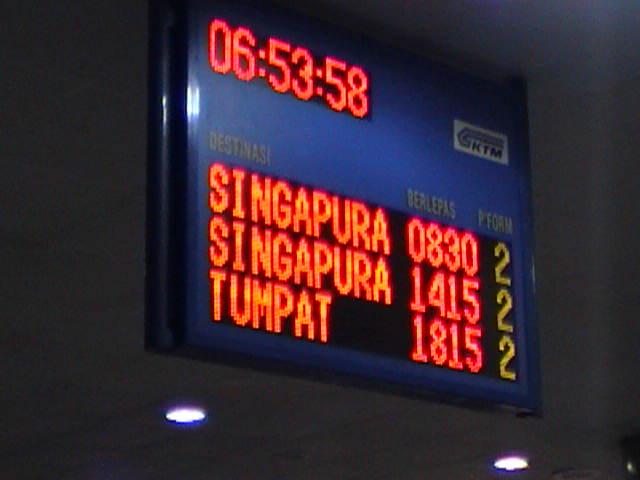 06:53:58
KTM
DESTINASI BERLEPAS P'FORM
SINGAPURA 0830 2
SINGAPURA 1415 2
TUMPAT 1815 2